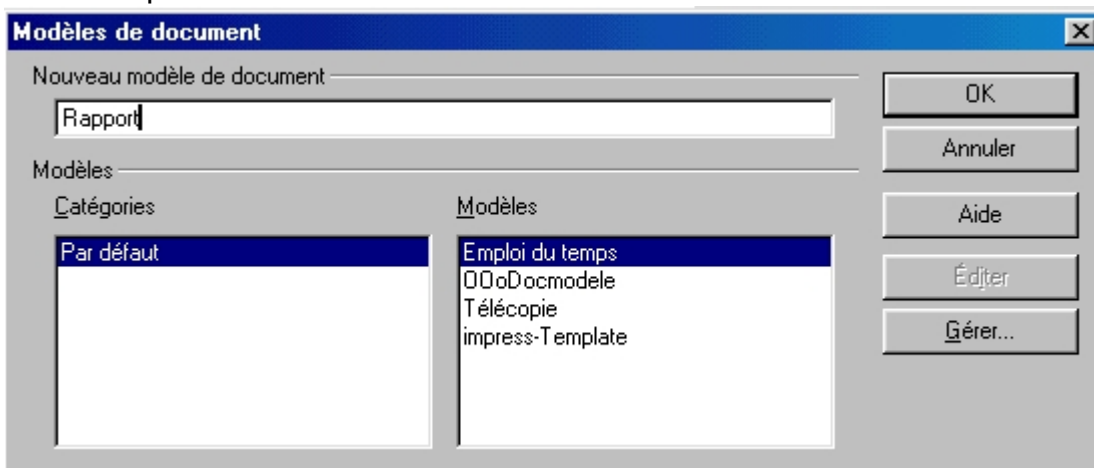 Modèles de document
Nouveau modèle de document
Rapport
Modèles
Catégories
Modèles
Par défaut
Emploi du temps
OOoDocmodele
Télécopie
impress-Template
OK
Annuler
Aide
Éditer
Gérer...